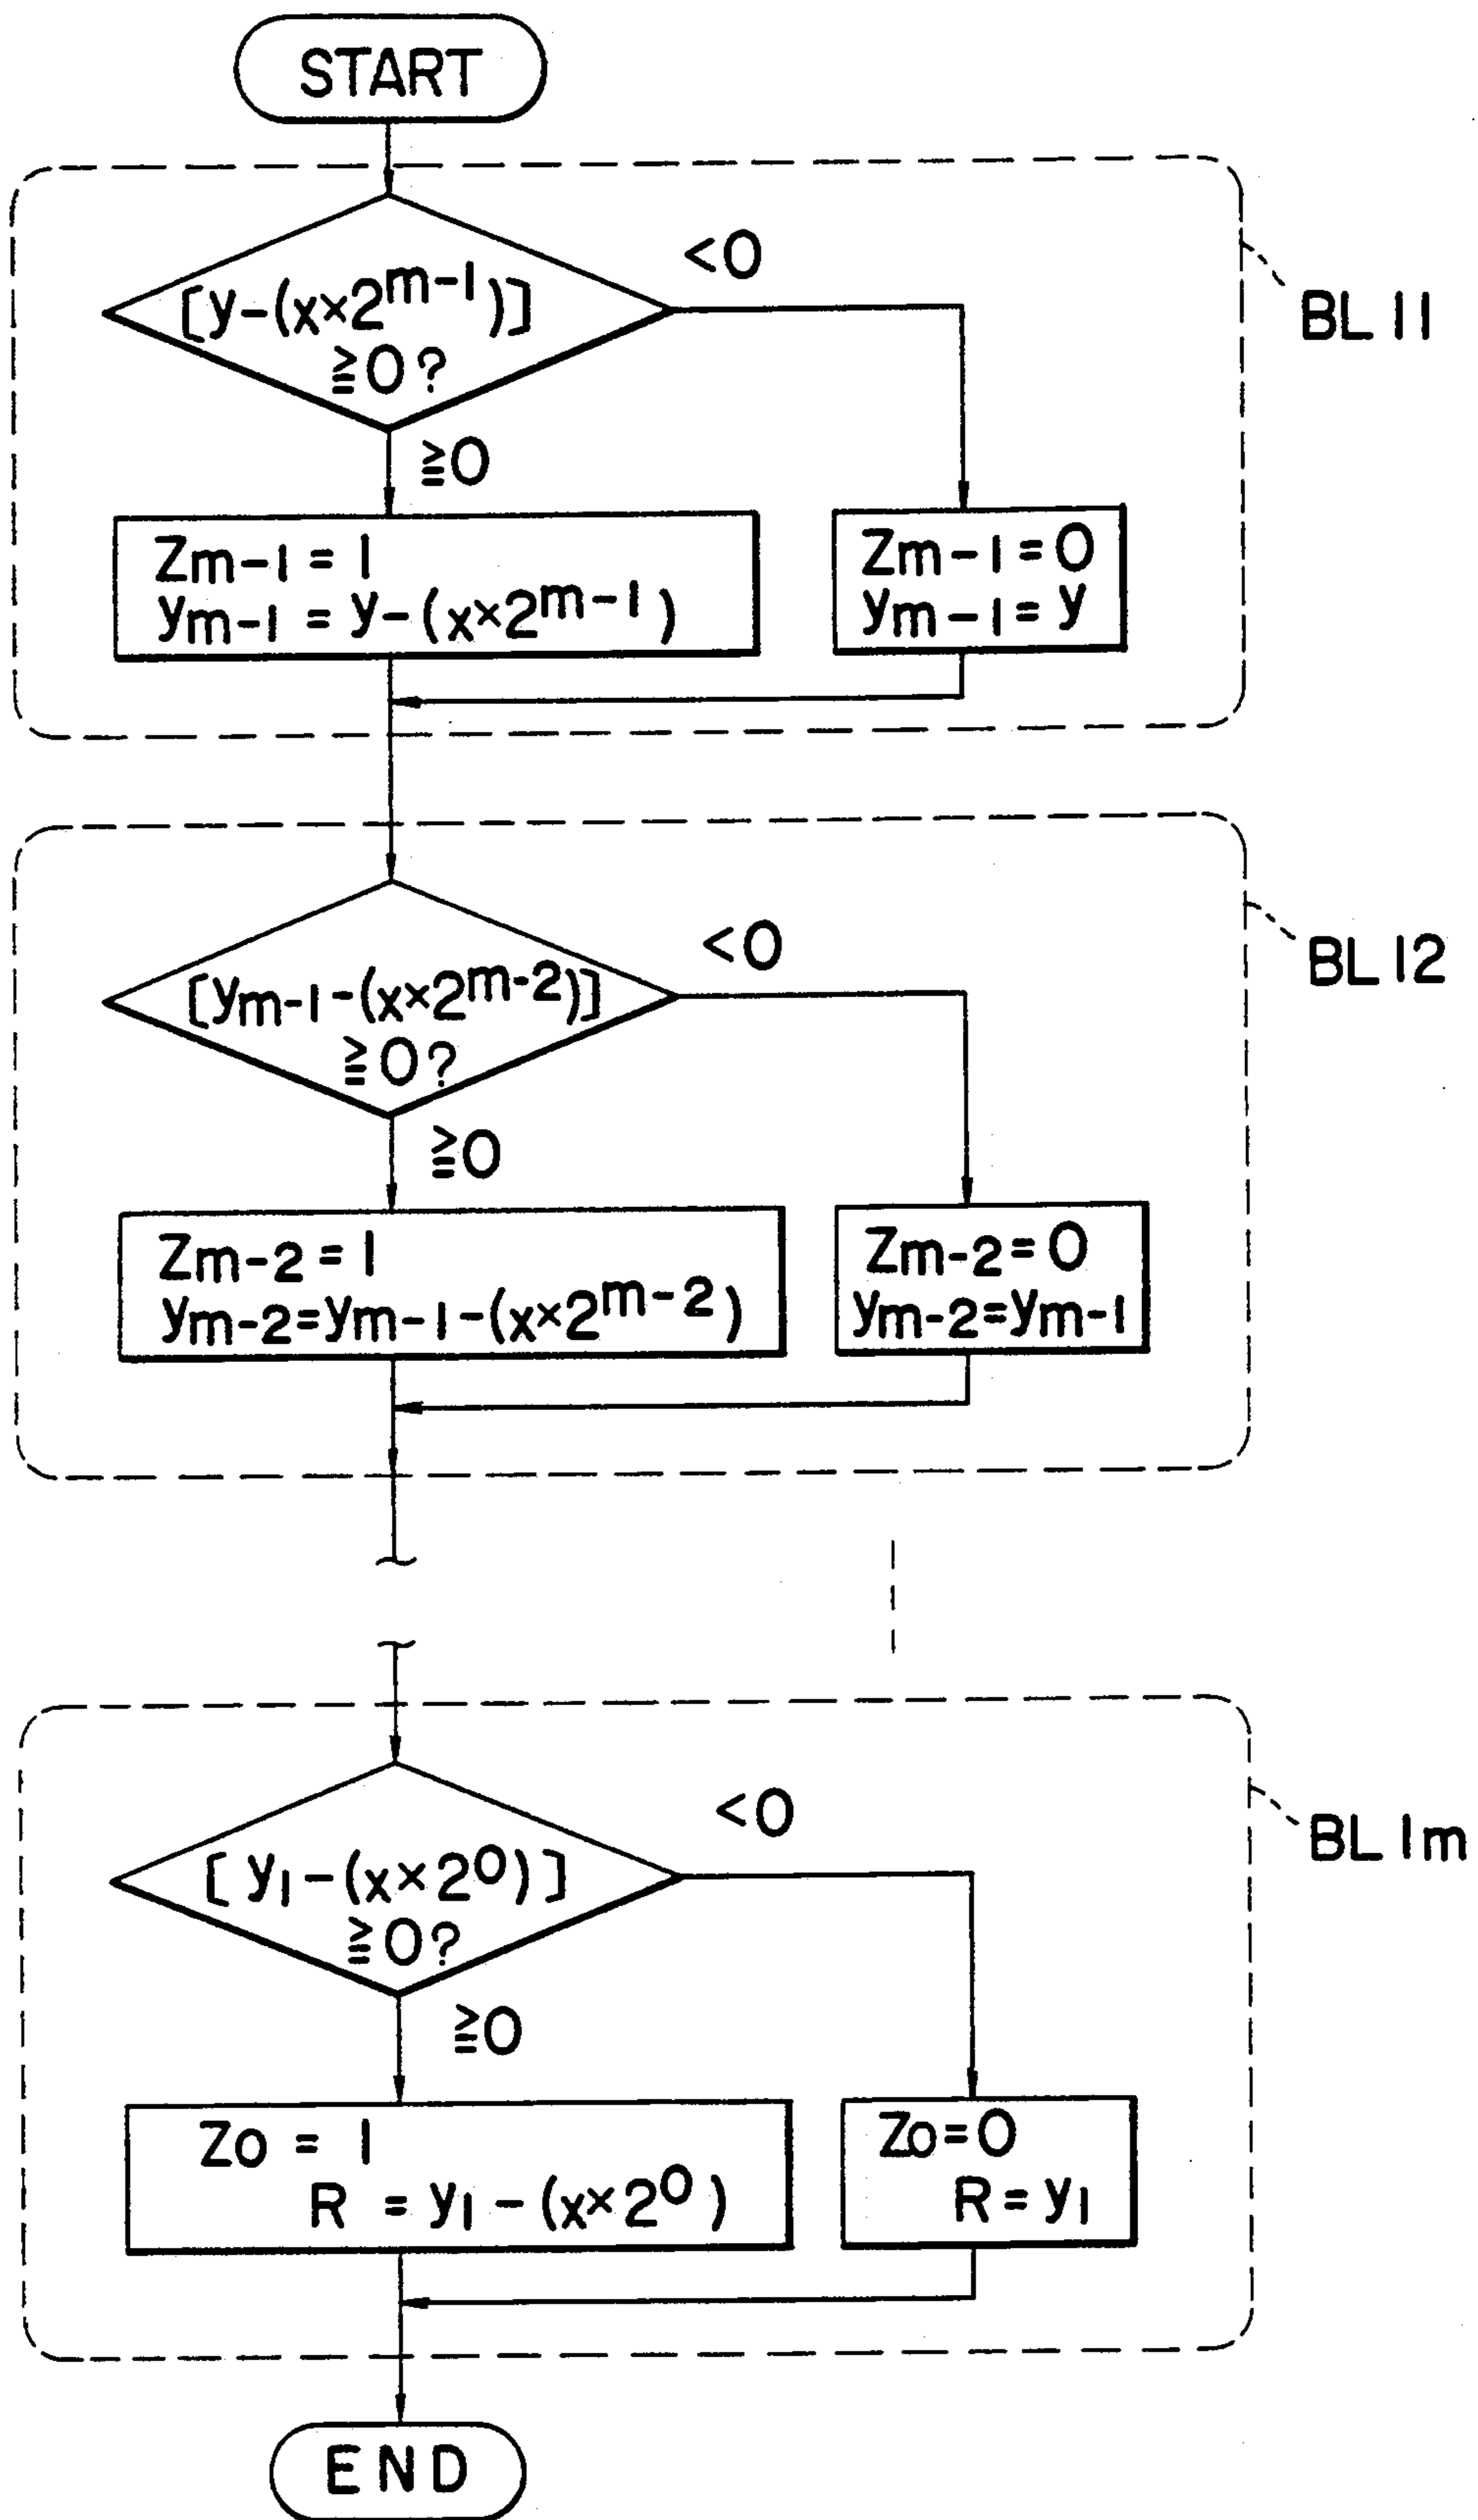 START
<0
[y-(x×2^{m-1})]
≧0?
BL11
≧0
Zm-1 = 1
ym-1 = y-(x×2^{m-1})
Zm-1=0
ym-1=y
<0
[ym-1-(x×2^{m-2})]
≧0?
BL12
≧0
Zm-2 = 1
ym-2=ym-1-(x×2^{m-2})
Zm-2=0
ym-2=ym-1
<0
[y1-(x×2^0)]
≧0?
BL1m
≧0
Z0 = 1
R = y1-(x×2^0)
Z0=0
R=y1
END